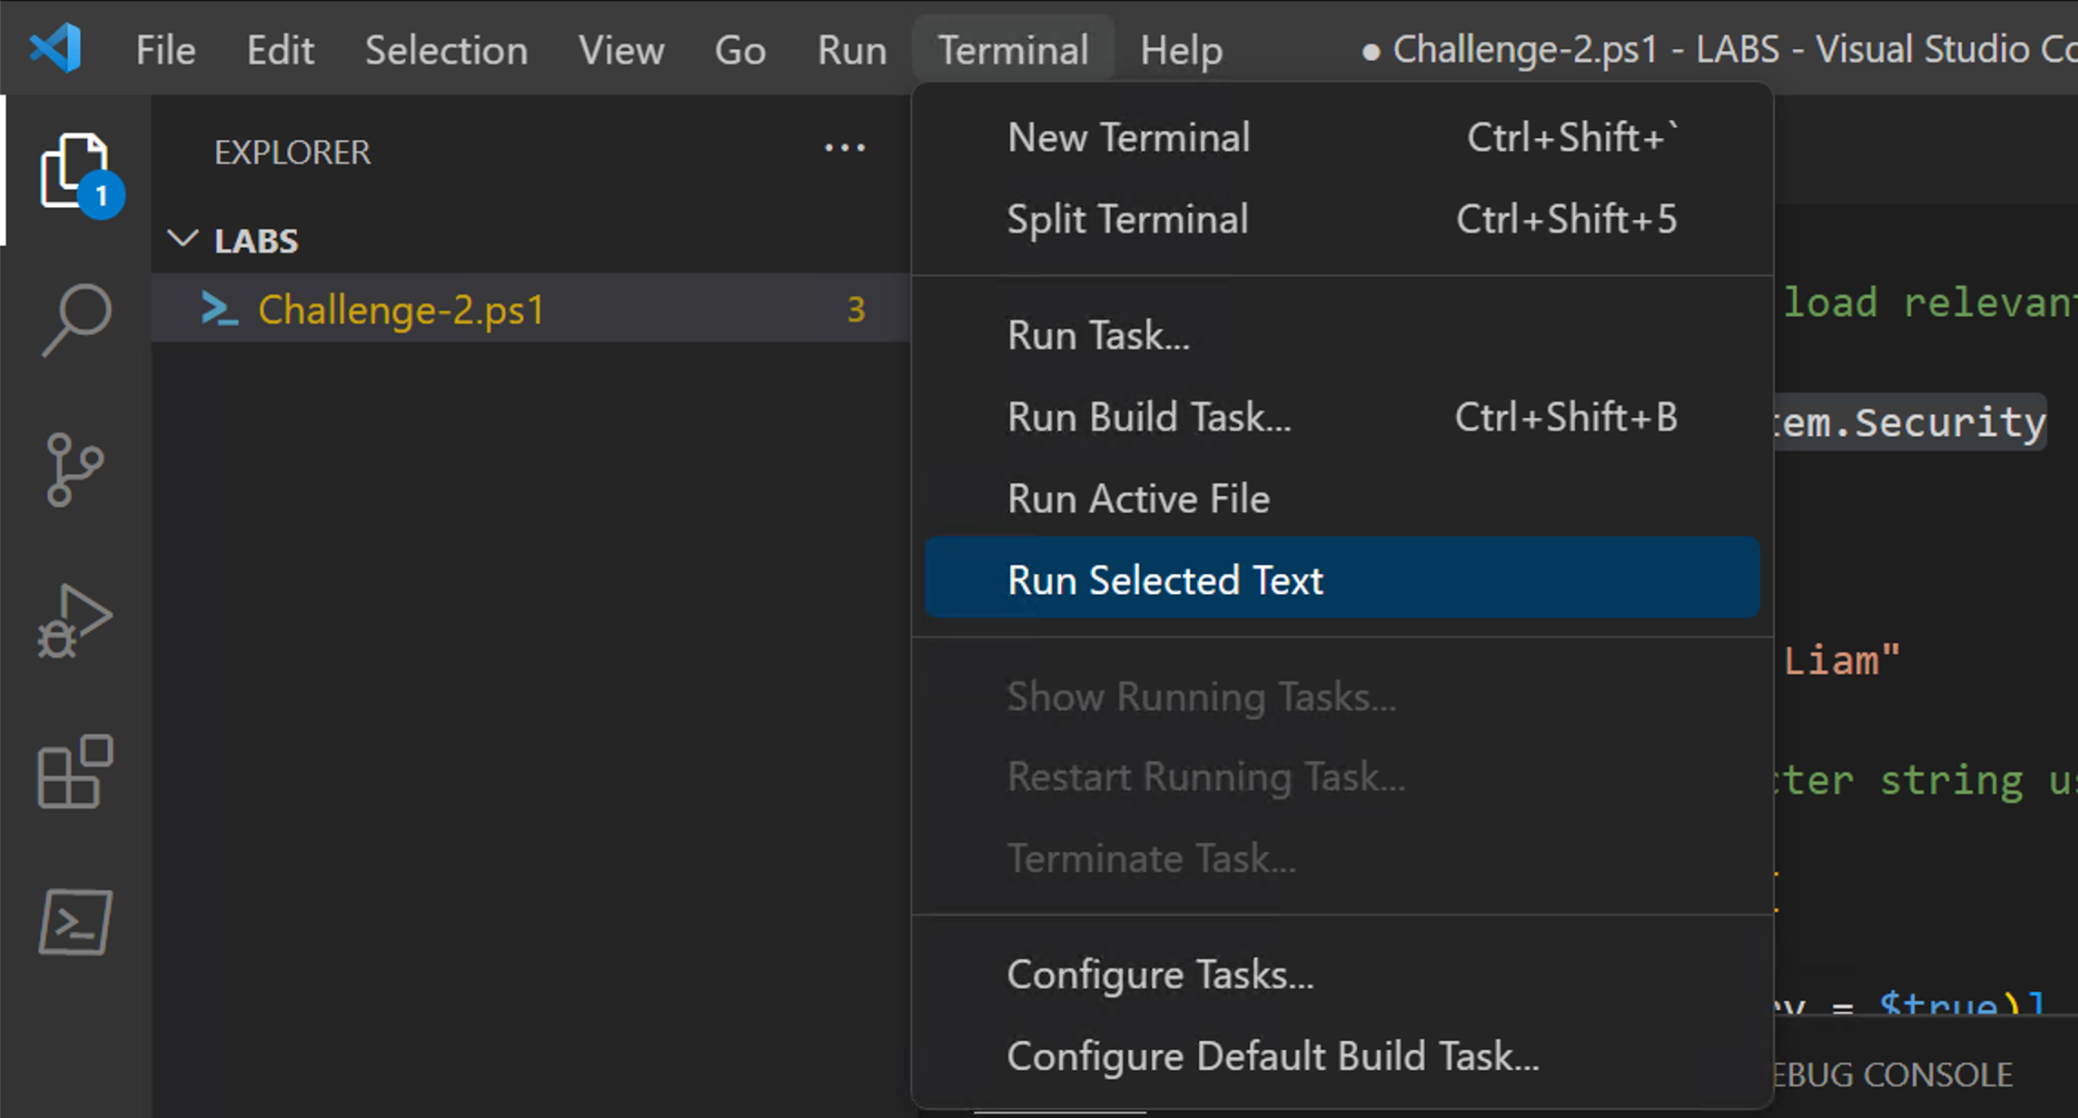 File Edit Selection View Go Run Terminal Help ● Challenge-2.ps1 - LABS - Visual Studio
EXPLORER ...
1
LABS
Challenge-2.ps1 3
New Terminal Ctrl+Shift+`
Split Terminal Ctrl+Shift+5
Run Task...
Run Build Task... Ctrl+Shift+B
Run Active File
Run Selected Text
Show Running Tasks...
Restart Running Task...
Terminate Task...
Configure Tasks...
Configure Default Build Task...
load relevant
tem.Security
Liam"
cter string
= $true)]
EBUG CONSOLE